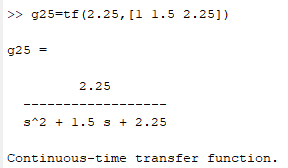 >> g25=tf(2.25,[1 1.5 2.25])
g25 =
2.25
------------------
s^2 + 1.5 s + 2.25
Continuous-time transfer function.